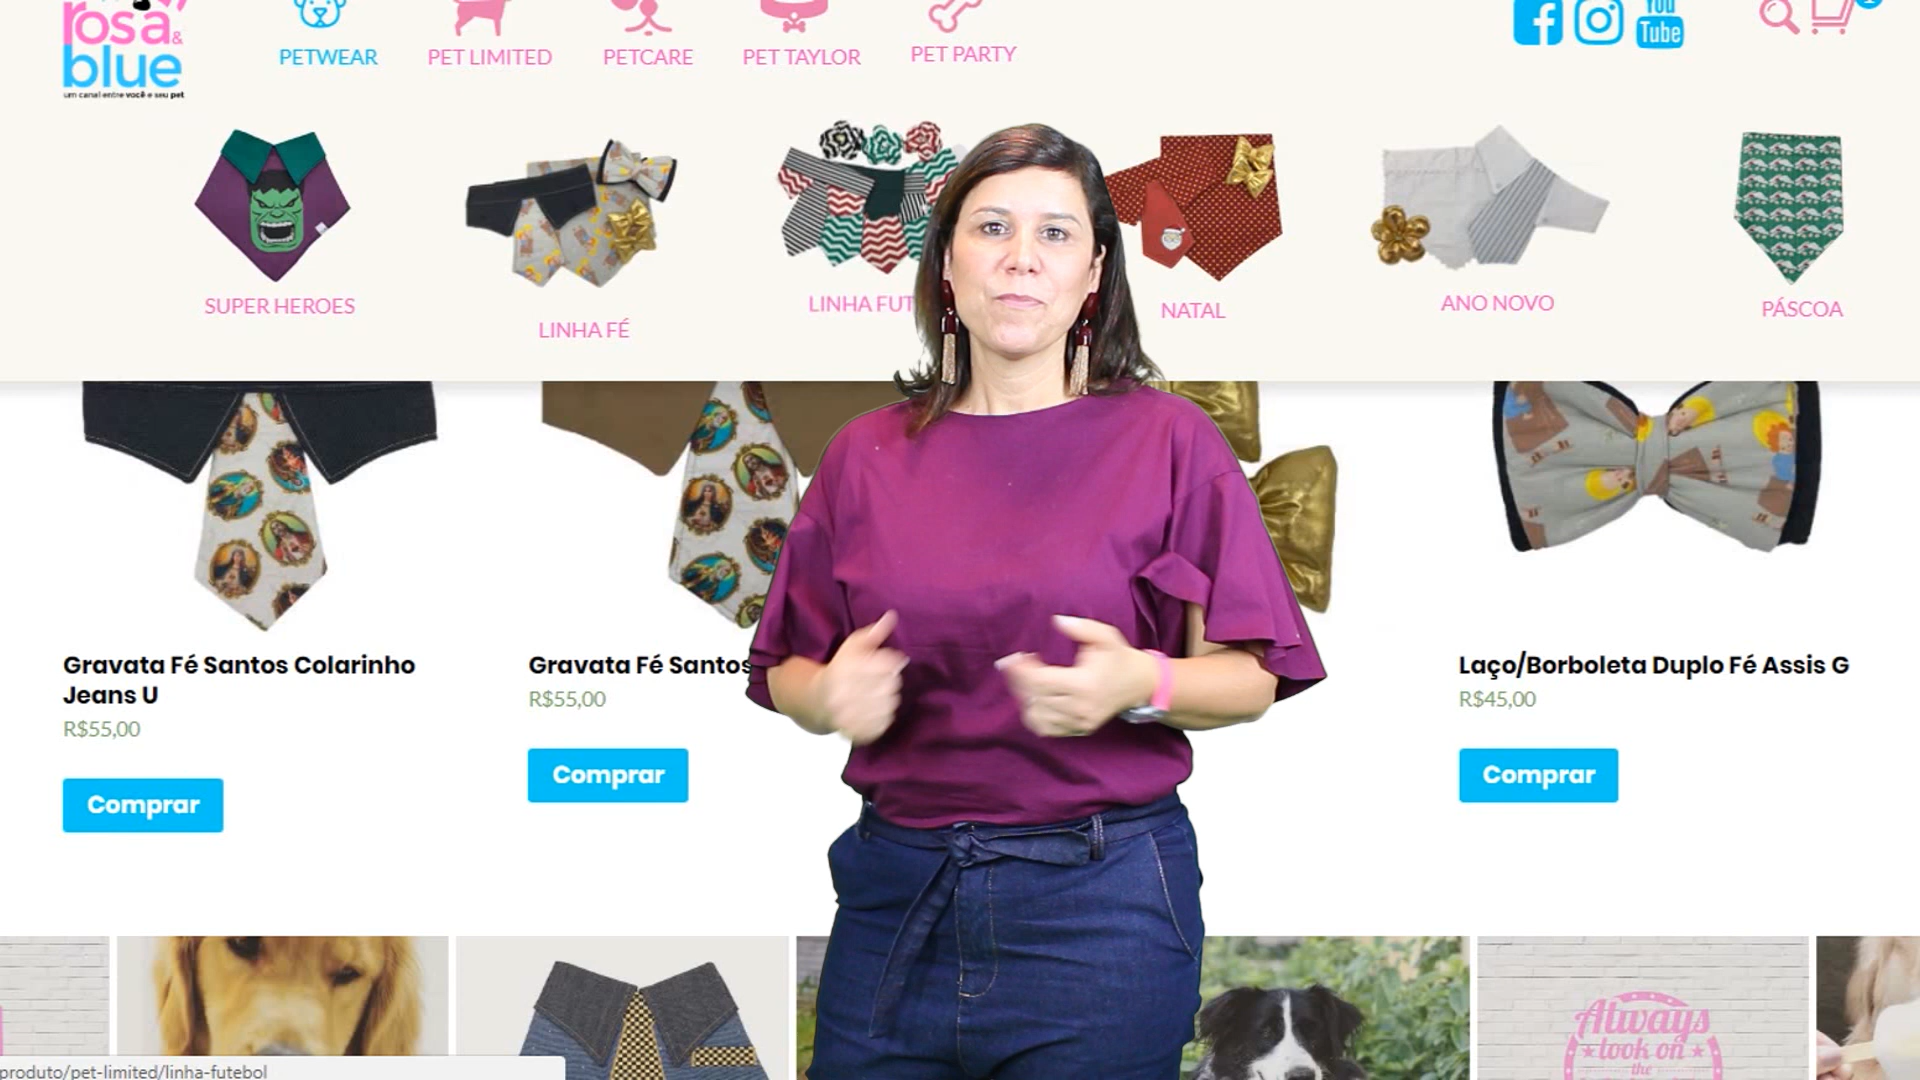 rosa&
blue
um canal entre você e seu pet
PETWEAR
PET LIMITED
PETCARE
PET TAYLOR
PET PARTY
You
Tube
SUPER HEROES
LINHA FÉ
LINHA FUT
NATAL
ANO NOVO
PÁSCOA
Gravata Fé Santos Colarinho
Jeans U
R$55,00
Comprar
Gravata Fé Santos
R$55,00
Comprar
Laço/Borboleta Duplo Fé Assis G
R$45,00
Comprar
Always
look on
the
produto/pet-limited/linha-futebol